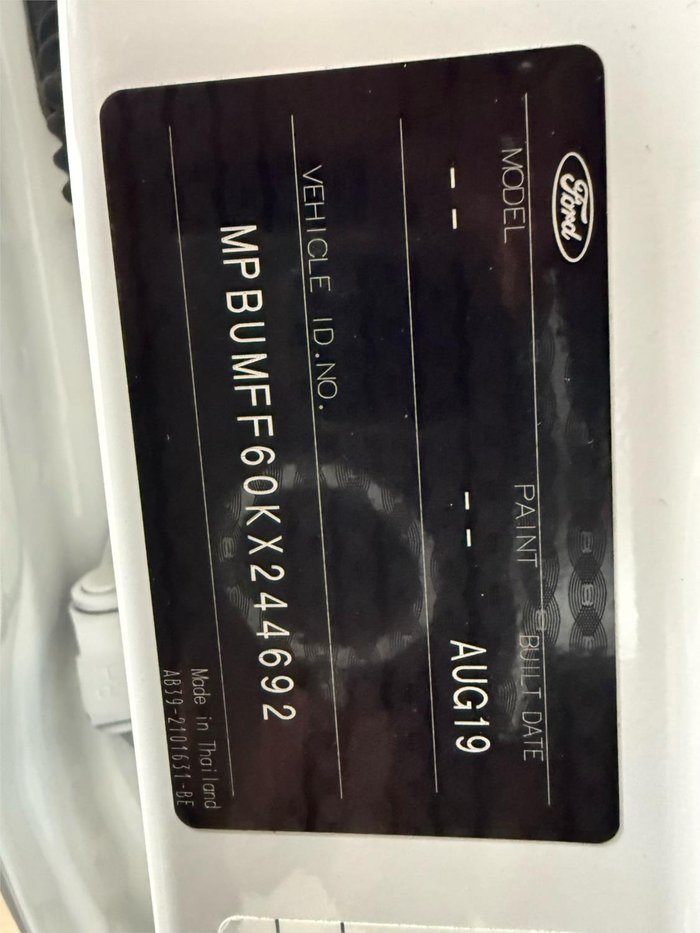 Ford
MODEL PAINT BUILT DATE
-- -- AUG19
VEHICLE ID.NO.
MPBUMFF60KX244692
Made in Thailand
AB39-2101631-BE